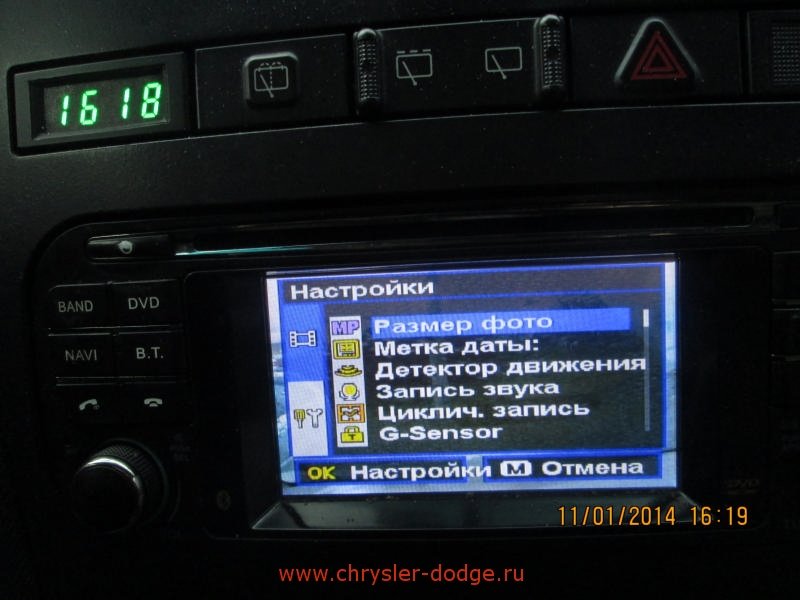 1618
BAND
DVD
NAVI
B.T.
Настройки
MP Размер фото
Метка даты:
Детектор движения
Запись звука
Циклич. запись
G-Sensor
OK Настройки M Отмена
11/01/2014 16:19
www.chrysler-dodge.ru